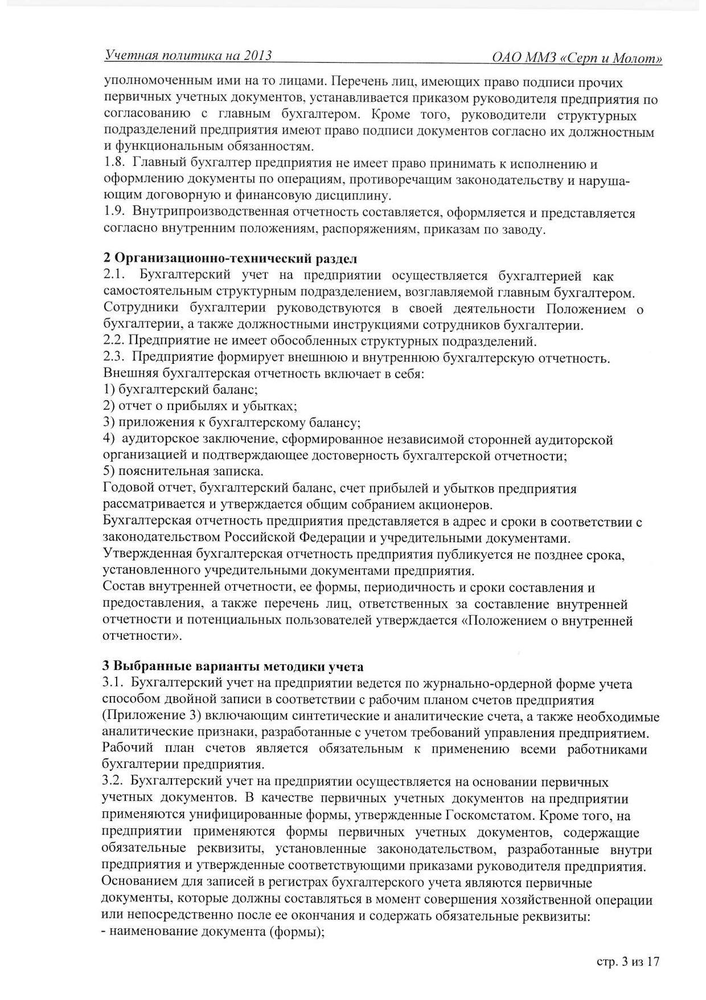 Учетная политика на 2013 ОАО ММЗ «Серп и Молот»
уполномоченным ими на то лицами. Перечень лиц, имеющих право подписи прочих
первичных учетных документов, устанавливается приказом руководителя предприятия по
согласованию с главным бухгалтером. Кроме того, руководители структурных
подразделений предприятия имеют право подписи документов согласно их должностным
и функциональным обязанностям.
1.8. Главный бухгалтер предприятия не имеет право принимать к исполнению и
оформлению документы по операциям, противоречащим законодательству и наруша-
ющим договорную и финансовую дисциплину.
1.9. Внутрипроизводственная отчетность составляется, оформляется и представляется
согласно внутренним положениям, распоряжениям, приказам по заводу.
2 Организационно-технический раздел
2.1. Бухгалтерский учет на предприятии осуществляется бухгалтерией как
самостоятельным структурным подразделением, возглавляемой главным бухгалтером.
Сотрудники бухгалтерии руководствуются в своей деятельности Положением о
бухгалтерии, а также должностными инструкциями сотрудников бухгалтерии.
2.2. Предприятие не имеет обособленных структурных подразделений.
2.3. Предприятие формирует внешнюю и внутреннюю бухгалтерскую отчетность.
Внешняя бухгалтерская отчетность включает в себя:
1) бухгалтерский баланс;
2) отчет о прибылях и убытках;
3) приложения к бухгалтерскому балансу;
4) аудиторское заключение, сформированное независимой сторонней аудиторской
организацией и подтверждающее достоверность бухгалтерской отчетности;
5) пояснительная записка.
Годовой отчет, бухгалтерский баланс, счет прибылей и убытков предприятия
рассматривается и утверждается общим собранием акционеров.
Бухгалтерская отчетность предприятия представляется в адрес и сроки в соответствии с
законодательством Российской Федерации и учредительными документами.
Утвержденная бухгалтерская отчетность предприятия публикуется не позднее срока,
установленного учредительными документами предприятия.
Состав внутренней отчетности, ее формы, периодичность и сроки составления и
предоставления, а также перечень лиц, ответственных за составление внутренней
отчетности и потенциальных пользователей утверждается «Положением о внутренней
отчетности».
3 Выбранные варианты методики учета
3.1. Бухгалтерский учет на предприятии ведется по журнально-ордерной форме учета
способом двойной записи в соответствии с рабочим планом счетов предприятия
(Приложение 3) включающим синтетические и аналитические счета, а также необходимые
аналитические признаки, разработанные с учетом требований управления предприятием.
Рабочий план счетов является обязательным к применению всеми работниками
бухгалтерии предприятия.
3.2. Бухгалтерский учет на предприятии осуществляется на основании первичных
учетных документов. В качестве первичных учетных документов на предприятии
применяются унифицированные формы, утвержденные Госкомстатом. Кроме того, на
предприятии применяются формы первичных учетных документов, содержащие
обязательные реквизиты, установленные законодательством, разработанные внутри
предприятия и утвержденные соответствующими приказами руководителя предприятия.
Основанием для записей в регистрах бухгалтерского учета являются первичные
документы, которые должны составляться в момент совершения хозяйственной операции
или непосредственно после ее окончания и содержать обязательные реквизиты:
- наименование документа (формы);
стр. 3 из 17